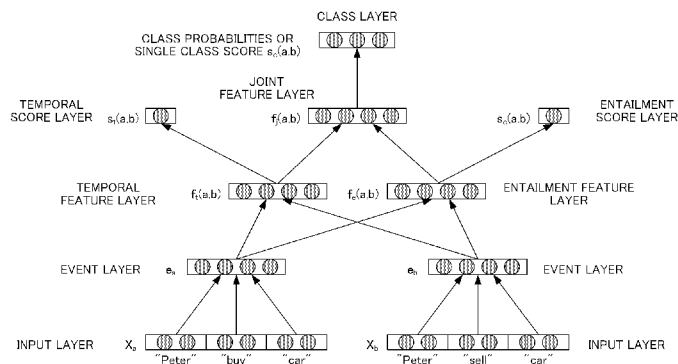 CLASS LAYER
CLASS PROBABILITIES OR
SINGLE CLASS SCORE sc(a,b)
JOINT
FEATURE LAYER
TEMPORAL
SCORE LAYER
st(a,b)
fj(a,b)
se(a,b)
ENTAILMENT
SCORE LAYER
TEMPORAL
FEATURE LAYER
ft(a,b)
fe(a,b)
ENTAILMENT FEATURE
LAYER
EVENT LAYER
ea
eb
EVENT LAYER
INPUT LAYER
Xa
Xb
INPUT LAYER
"Peter" "buy" "car"
"Peter" "sell" "car"